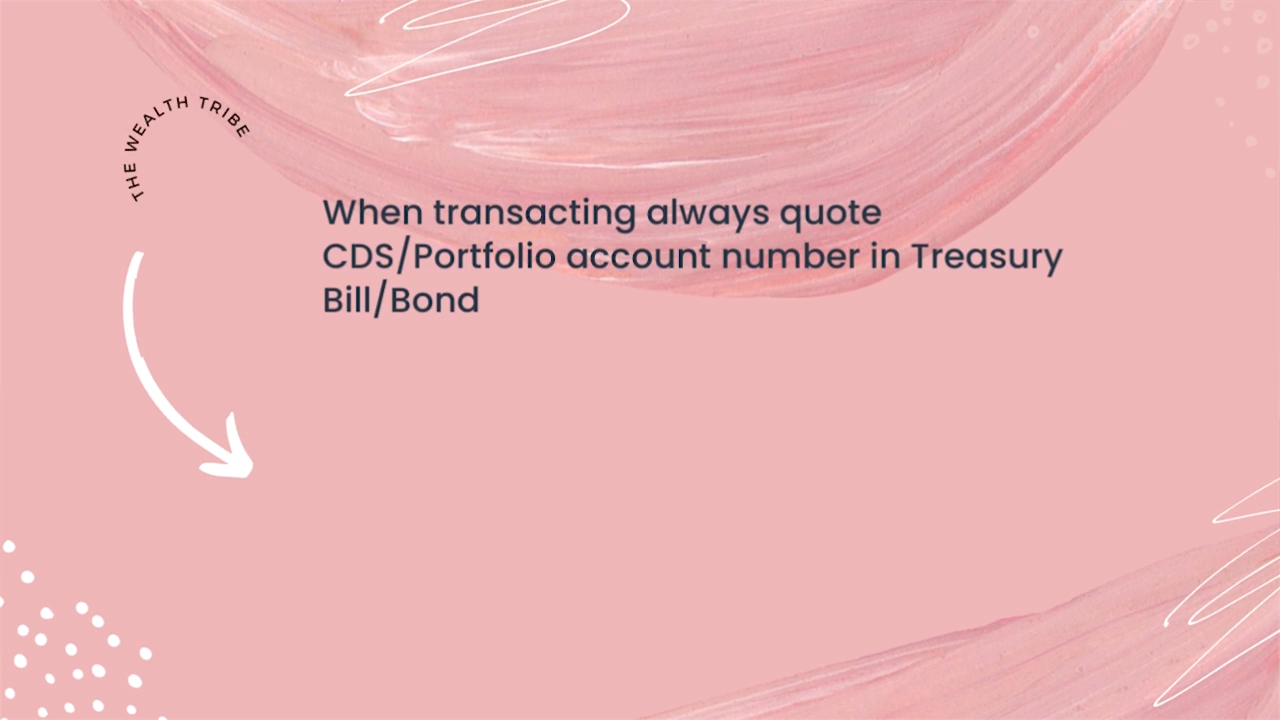 THE WEALTH TRIBE
When transacting always quote
CDS/Portfolio account number in Treasury
Bill/Bond